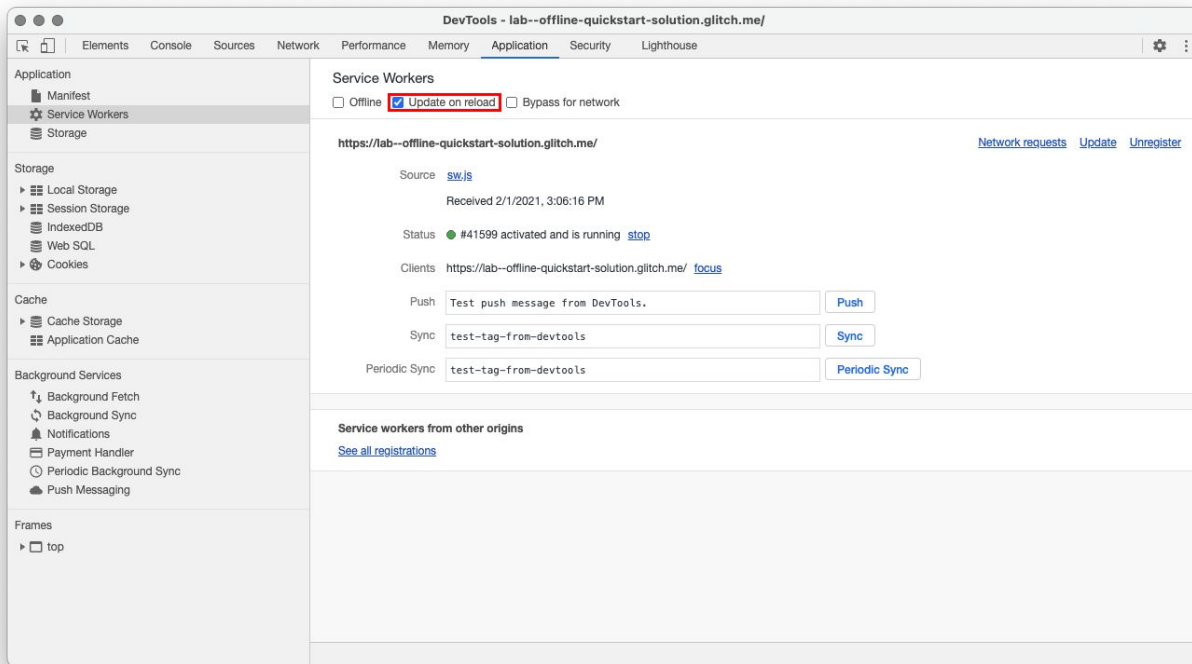 DevTools - lab--offline-quickstart-solution.glitch.me/
Elements Console Sources Network Performance Memory Application Security Lighthouse
Application
Manifest
Service Workers
Storage
Storage
Local Storage
Session Storage
IndexedDB
Web SQL
Cookies
Cache
Cache Storage
Application Cache
Background Services
Background Fetch
Background Sync
Notifications
Payment Handler
Periodic Background Sync
Push Messaging
Frames
top
Service Workers
Offline Update on reload Bypass for network
https://lab--offline-quickstart-solution.glitch.me/ Network requests Update Unregister
Source sw.js
Received 2/1/2021, 3:06:16 PM
Status #41599 activated and is running stop
Clients https://lab--offline-quickstart-solution.glitch.me/ focus
Push Test push message from DevTools. Push
Sync test-tag-from-devtools Sync
Periodic Sync test-tag-from-devtools Periodic Sync
Service workers from other origins
See all registrations